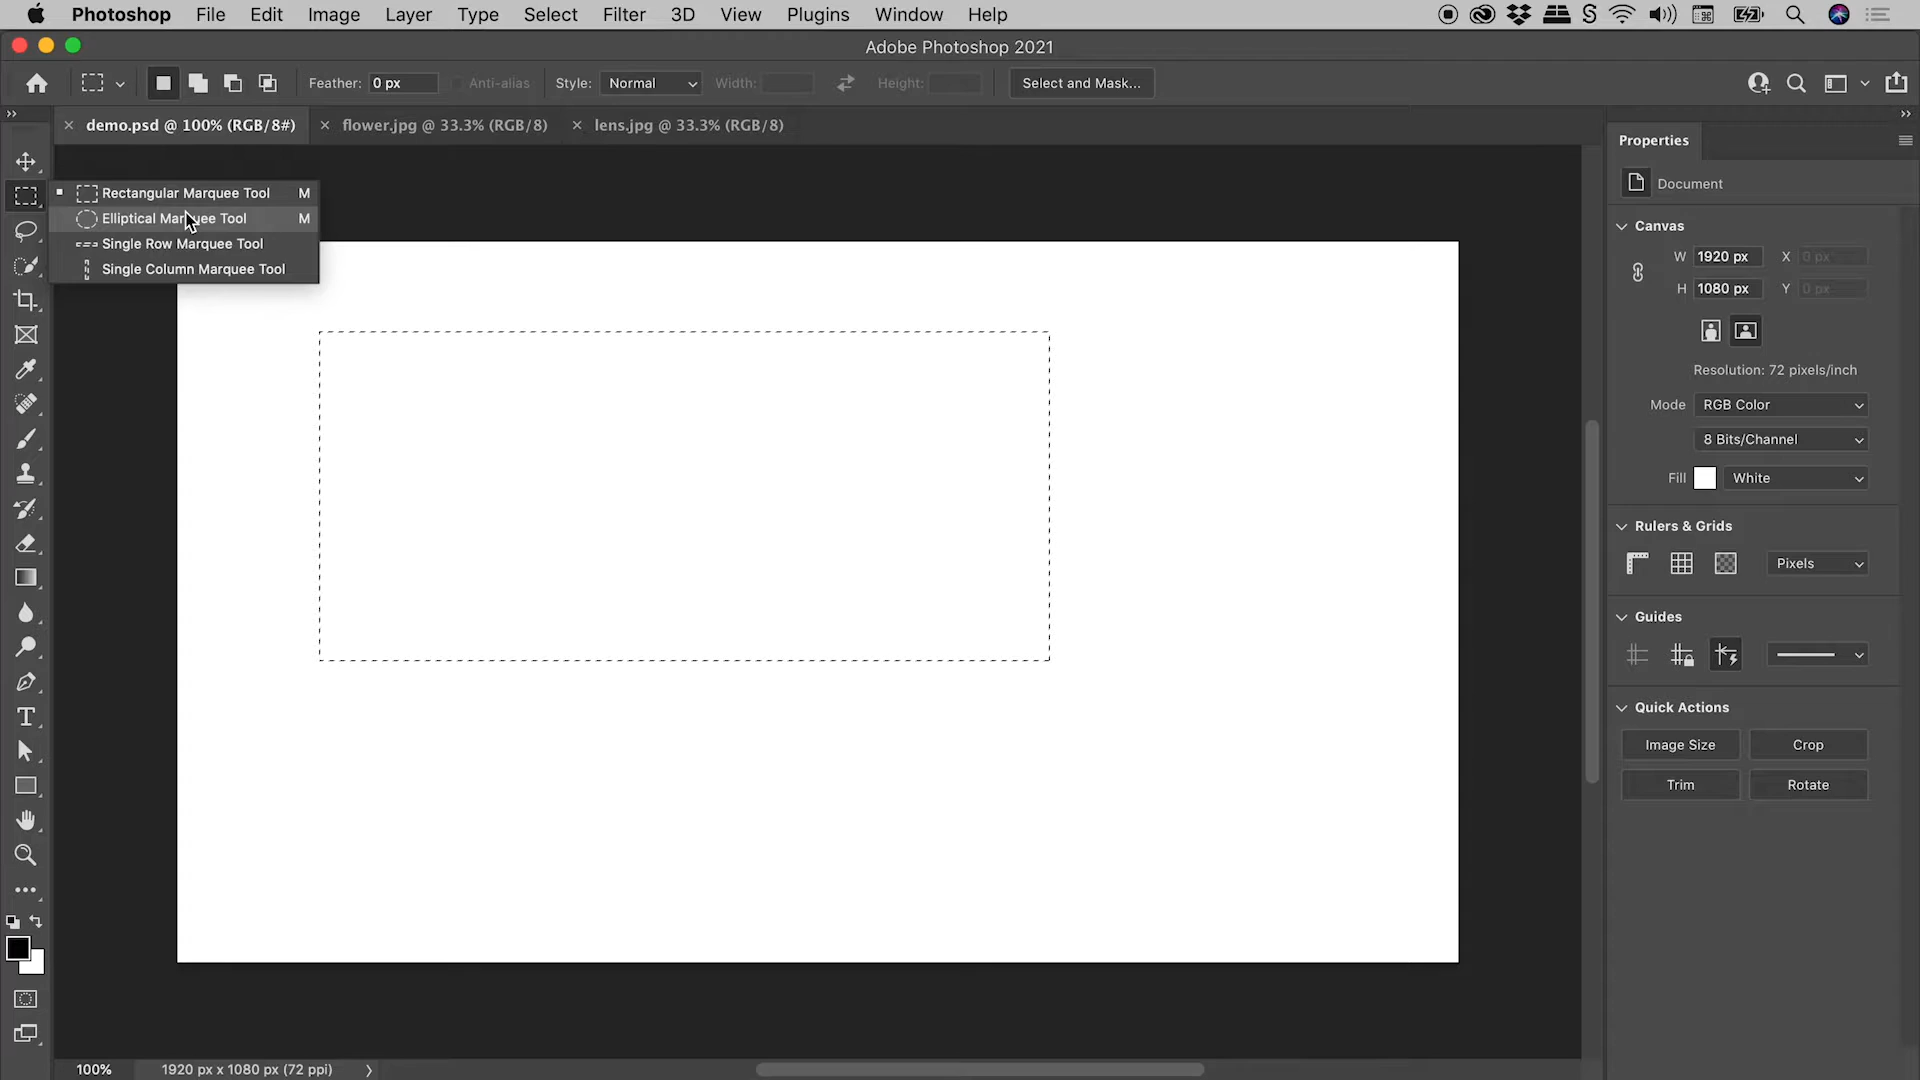 Photoshop File Edit Image Layer Type Select Filter 3D View Plugins Window Help
Adobe Photoshop 2021
Feather: 0 px Anti-alias Style: Normal Width: Height: Select and Mask...
demo.psd @ 100% (RGB/8#) flower.jpg @ 33.3% (RGB/8) lens.jpg @ 33.3% (RGB/8)
Rectangular Marquee Tool M
Elliptical Marquee Tool M
Single Row Marquee Tool
Single Column Marquee Tool
Properties
Document
Canvas
W 1920 px X 0 px
H 1080 px Y 0 px
Resolution: 72 pixels/inch
Mode RGB Color
8 Bits/Channel
Fill White
Rulers & Grids
Pixels
Guides
Quick Actions
Image Size Crop
Trim Rotate
100% 1920 px x 1080 px (72 ppi)